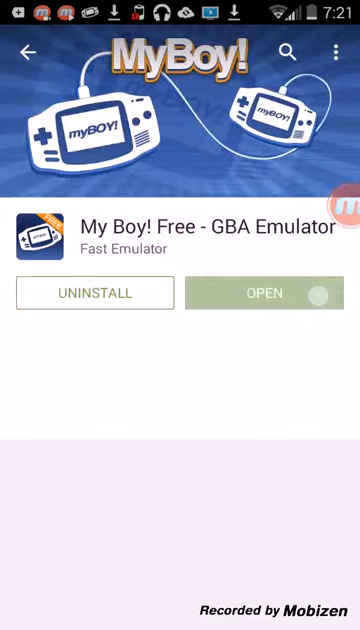 7:21
MyBoy!
myBOY!
myBOY!
FREE
My Boy! Free - GBA Emulator
Fast Emulator
UNINSTALL
OPEN
Recorded by Mobizen